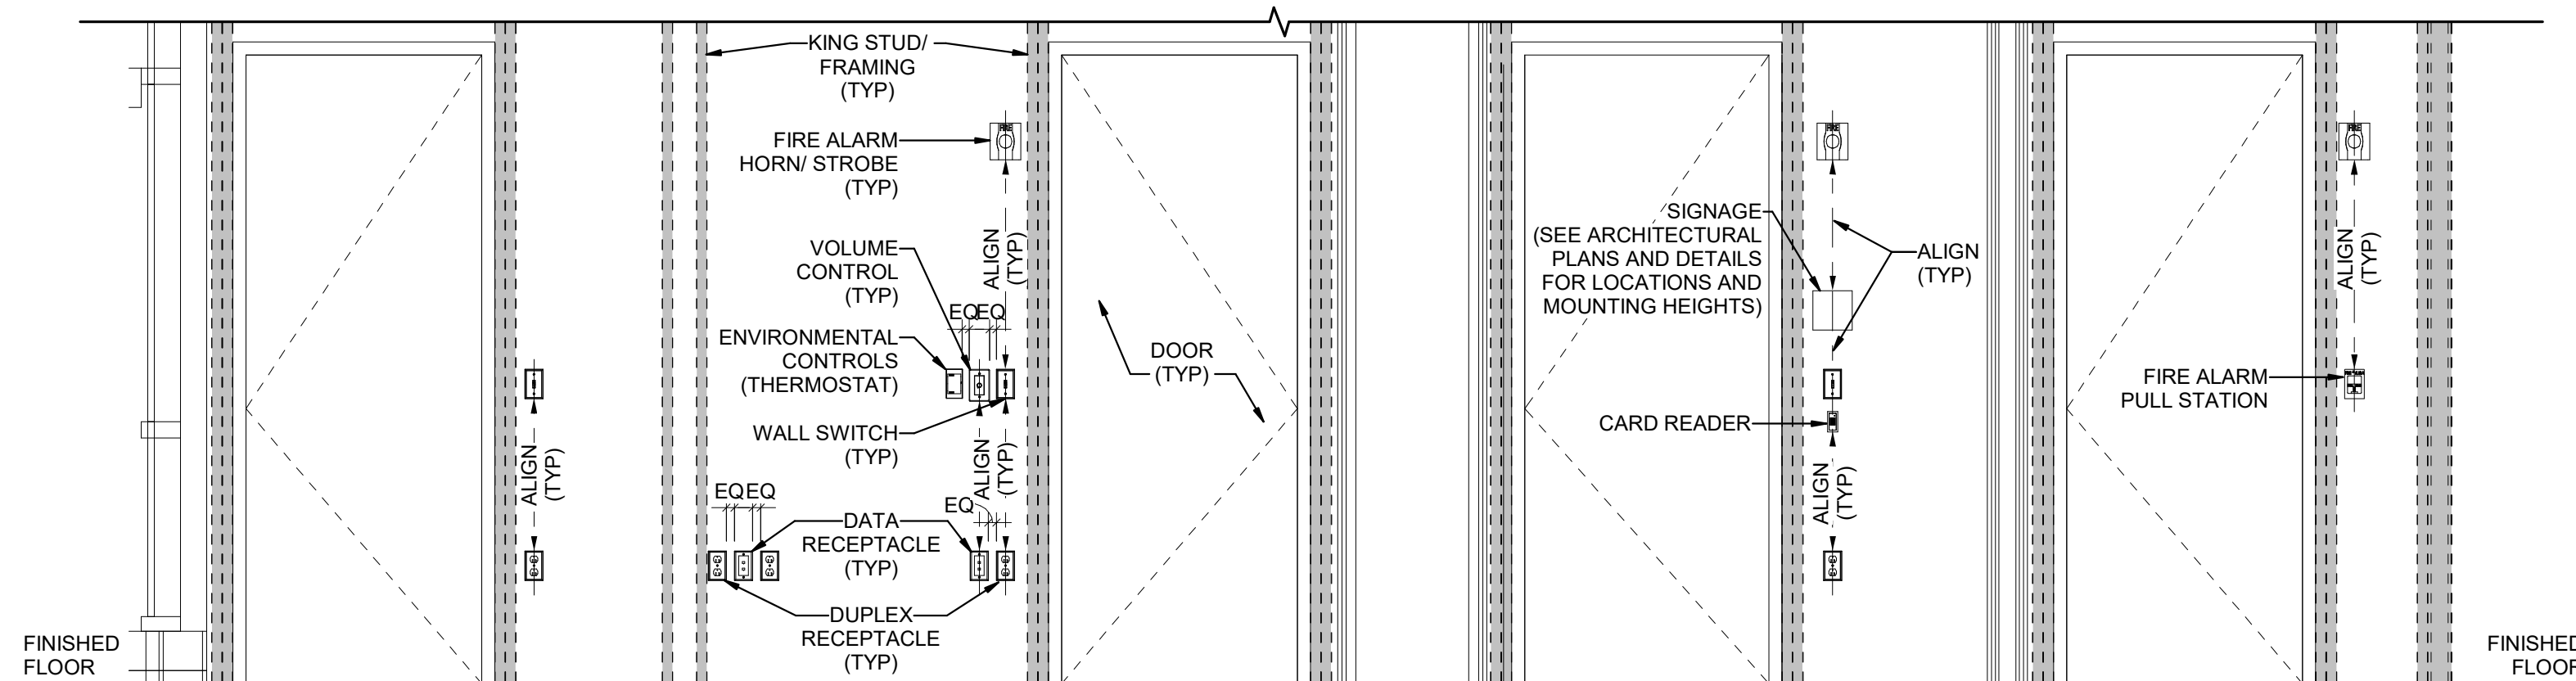 KING STUD/
FRAMING
(TYP)
FIRE ALARM
HORN/ STROBE
(TYP)
FIRE
ALIGN
(TYP)
VOLUME
CONTROL
(TYP)
EQ EQ
ENVIRONMENTAL
CONTROLS
(THERMOSTAT)
WALL SWITCH
(TYP)
ALIGN
(TYP)
ALIGN
(TYP)
EQ EQ
EQ
DATA
RECEPTACLE
(TYP)
DUPLEX
RECEPTACLE
(TYP)
DOOR
(TYP)
FIRE
SIGNAGE
(SEE ARCHITECTURAL
PLANS AND DETAILS
FOR LOCATIONS AND
MOUNTING HEIGHTS)
ALIGN
(TYP)
CARD READER
ALIGN
(TYP)
FIRE
ALIGN
(TYP)
FIRE ALARM
PULL STATION
FINISHED
FLOOR
FINISHED
FLOOR